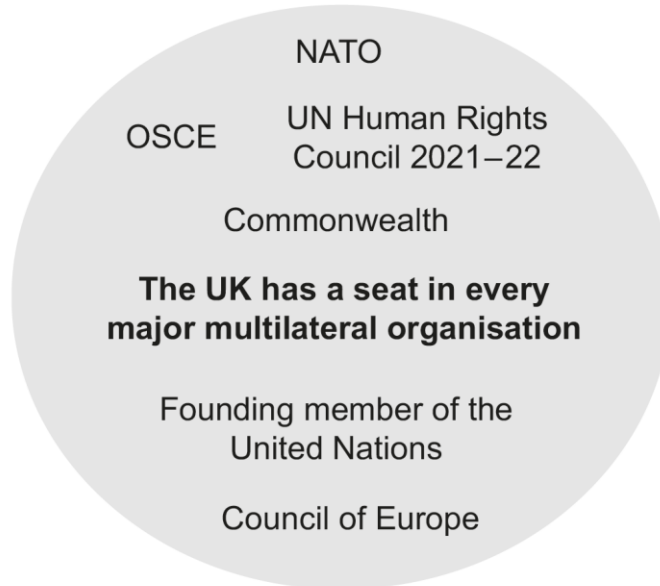 NATO
OSCE
UN Human Rights
Council 2021–22
Commonwealth
The UK has a seat in every
major multilateral organisation
Founding member of the
United Nations
Council of Europe